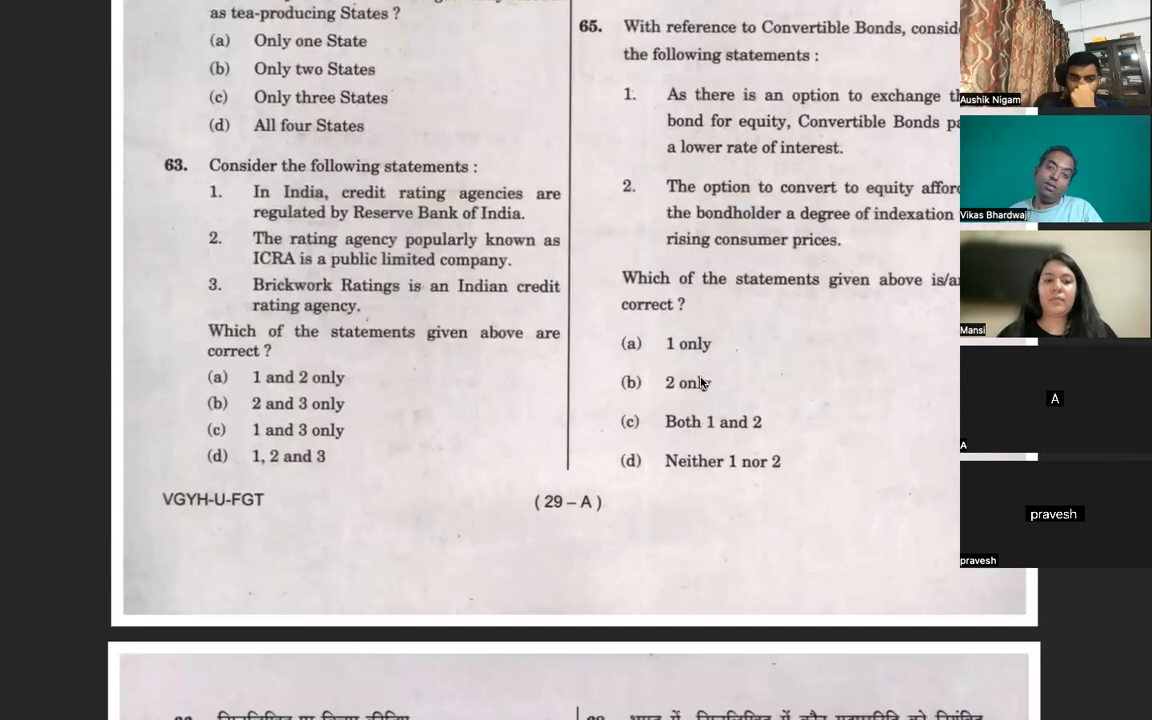 as tea-producing States ?
(a) Only one State
(b) Only two States
(c) Only three States
(d) All four States
63. Consider the following statements :
1. In India, credit rating agencies are
regulated by Reserve Bank of India.
2. The rating agency popularly known as
ICRA is a public limited company.
3. Brickwork Ratings is an Indian credit
rating agency.
Which of the statements given above are
correct ?
(a) 1 and 2 only
(b) 2 and 3 only
(c) 1 and 3 only
(d) 1, 2 and 3
65. With reference to Convertible Bonds, consid
the following statements :
1. As there is an option to exchange t
bond for equity, Convertible Bonds pa
a lower rate of interest.
2. The option to convert to equity affor
the bondholder a degree of indexation
rising consumer prices.
Which of the statements given above is/a
correct ?
(a) 1 only
(b) 2 only
(c) Both 1 and 2
(d) Neither 1 nor 2
VGYH-U-FGT
( 29 – A )
Aushik Nigam
Vikas Bhardwaj
Mansi
A
A
pravesh
pravesh